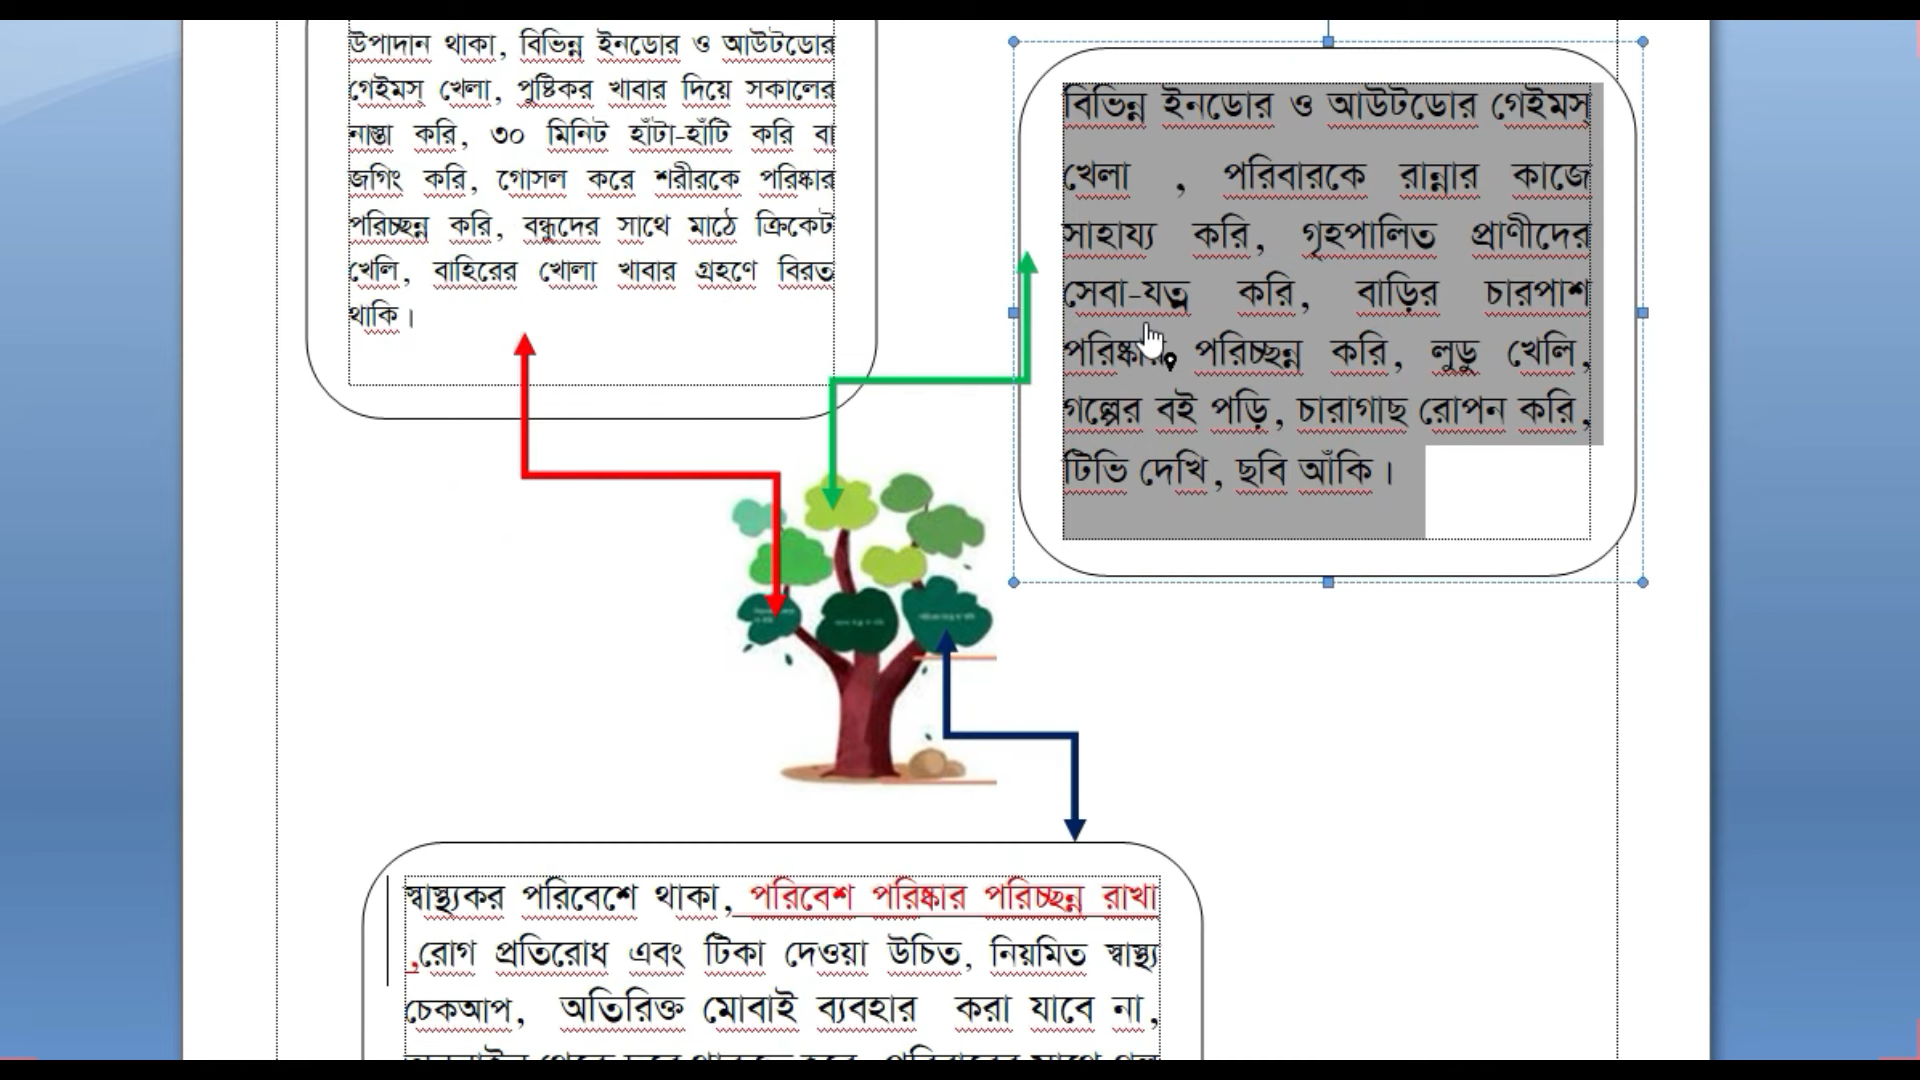 উপাদান থাকা, বিভিন্ন ইনডোর ও আউটডোর
গেইমস্ খেলা, পুষ্টিকর খাবার দিয়ে সকালের
নাস্তা করি, ৩০ মিনিট হাঁটা-হাঁটি করি বা
জগিং করি, গোসল করে শরীরকে পরিষ্কার
পরিচ্ছন্ন করি, বন্ধুদের সাথে মাঠে ক্রিকেট
খেলি, বাহিরের খোলা খাবার গ্রহণে বিরত
থাকি।
বিভিন্ন ইনডোর ও আউটডোর গেইমস্
খেলা , পরিবারকে রান্নার কাজে
সাহায্য করি, গৃহপালিত প্রাণীদের
সেবা-যত্ন করি, বাড়ির চারপাশ
পরিষ্কার পরিচ্ছন্ন করি, লুডু খেলি,
গল্পের বই পড়ি, চারাগাছ রোপন করি,
টিভি দেখি, ছবি আঁকি।
স্বাস্থ্যকর পরিবেশে থাকা, পরিবেশ পরিষ্কার পরিচ্ছন্ন রাখা
,রোগ প্রতিরোধ এবং টিকা দেওয়া উচিত, নিয়মিত স্বাস্থ্য
চেকআপ, অতিরিক্ত মোবাই ব্যবহার করা যাবে না,